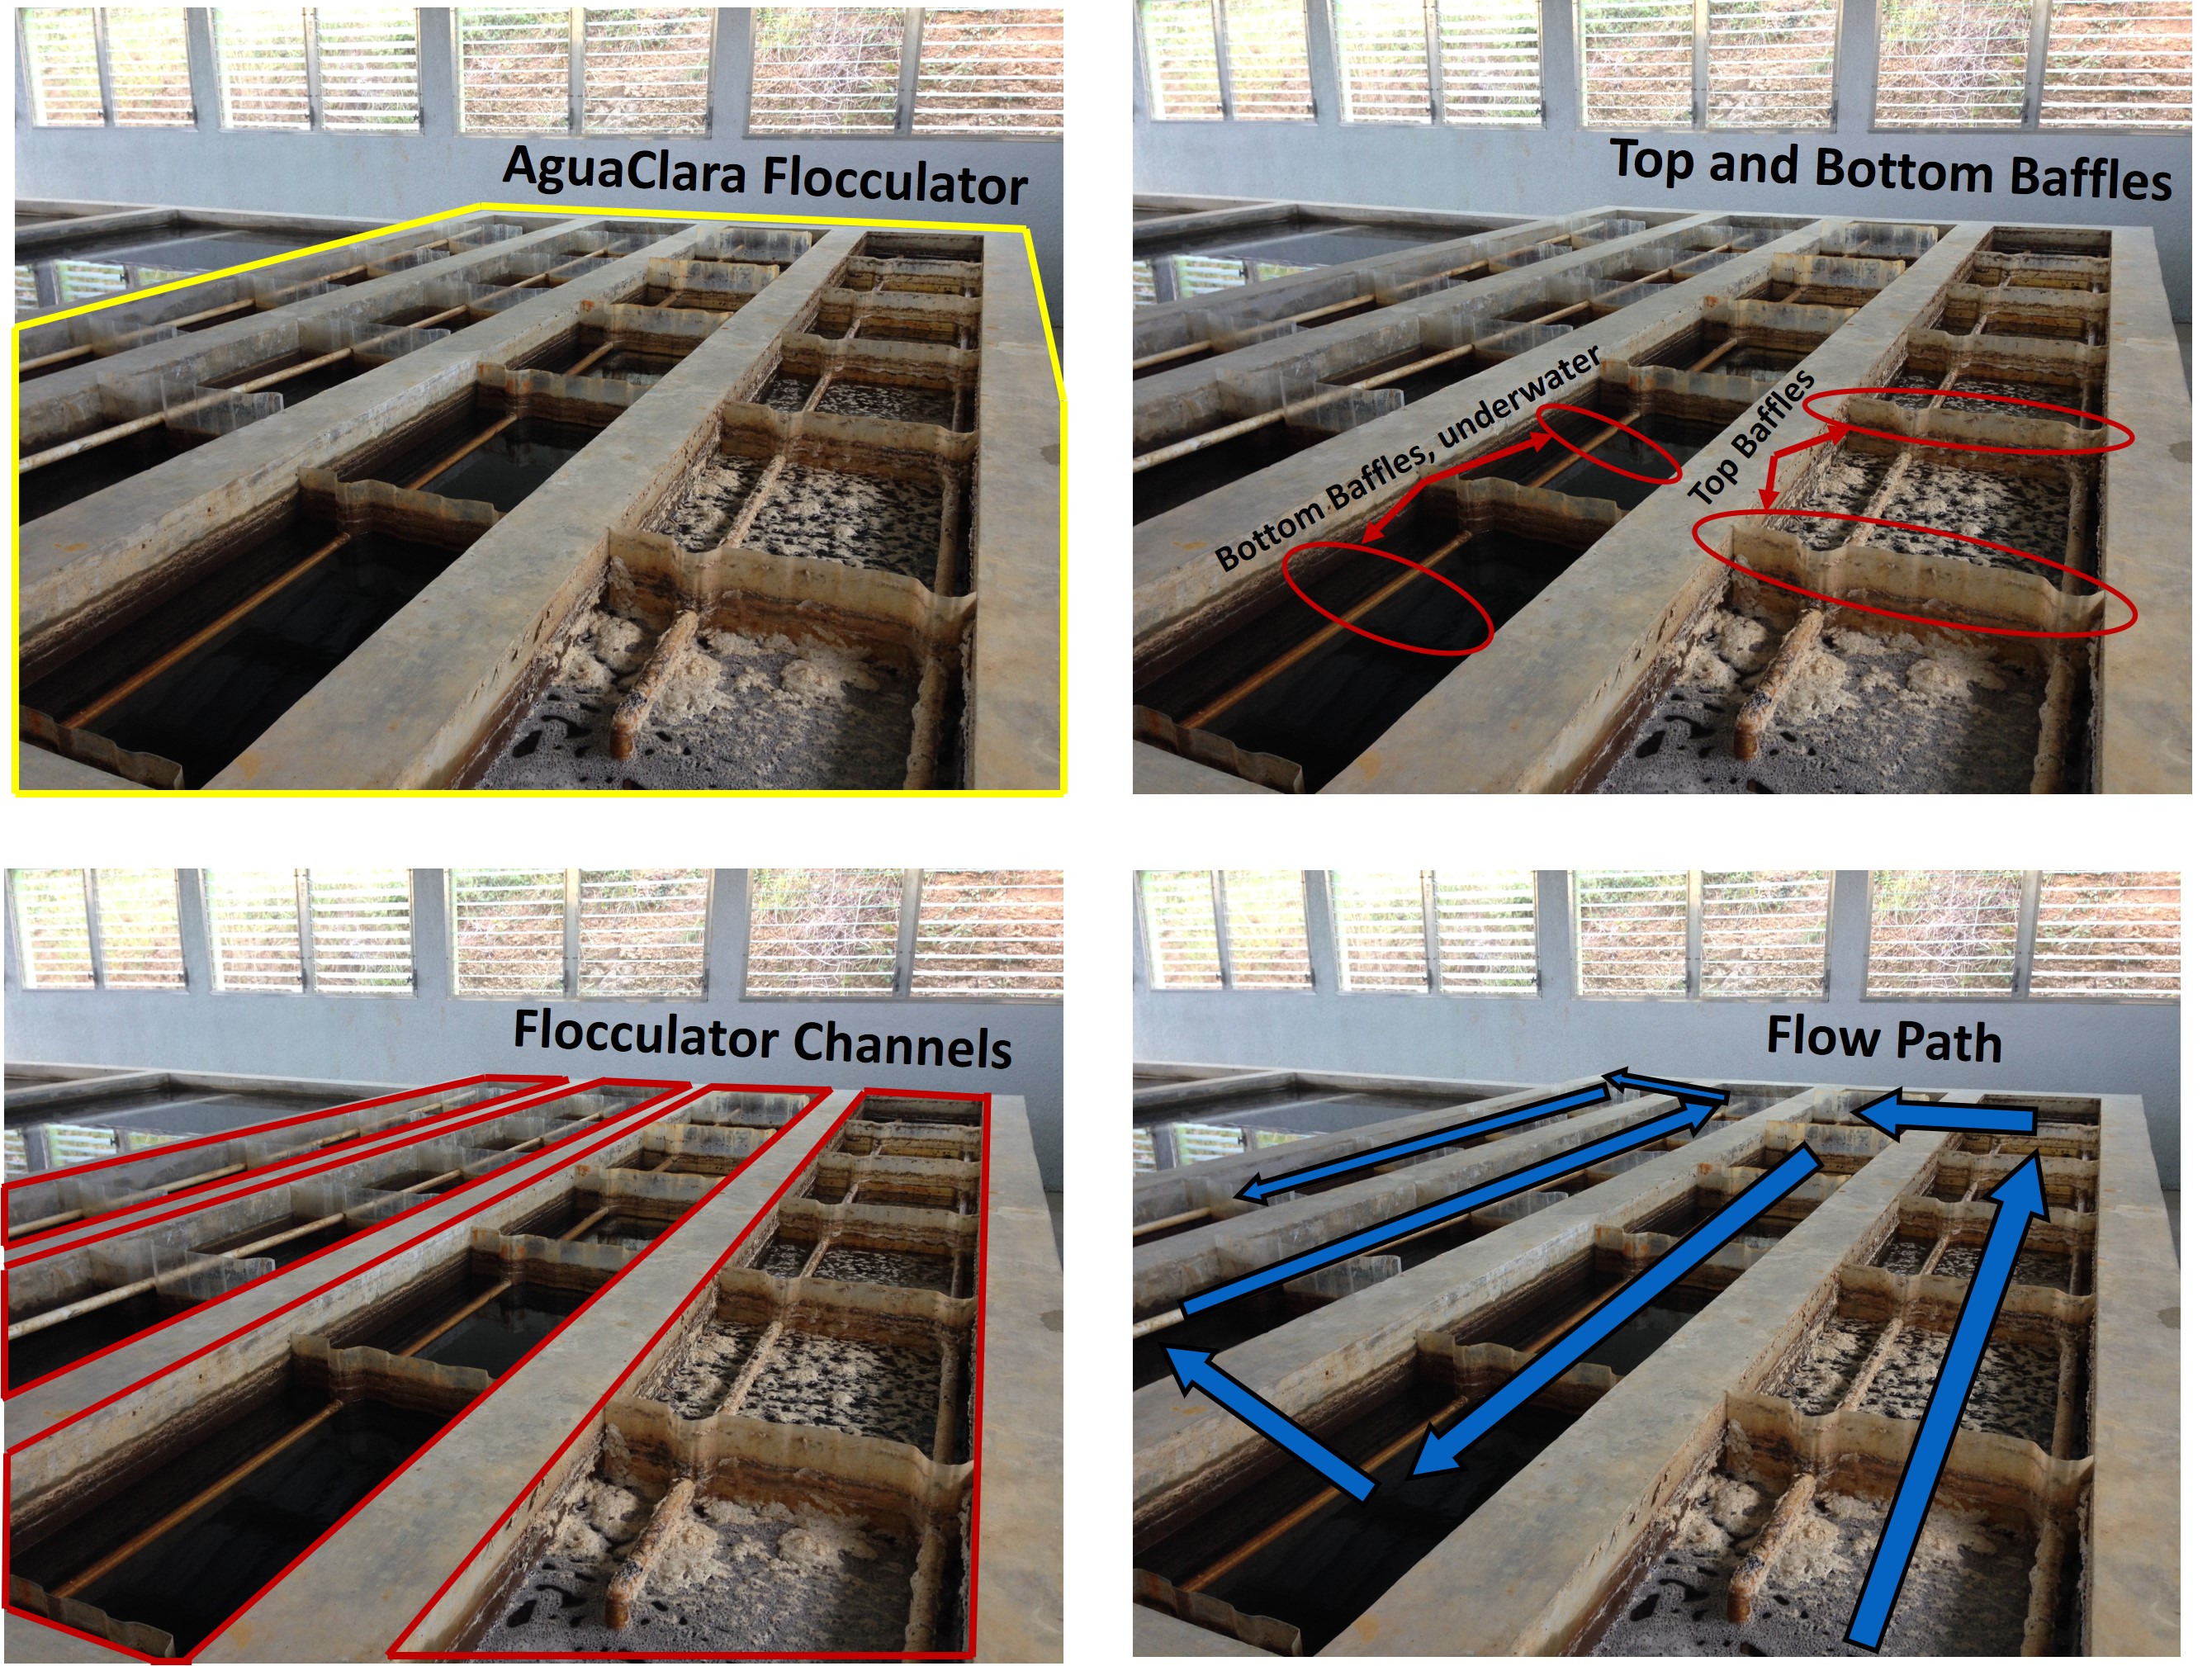 AguaClara Flocculator
Top and Bottom Baffles
Bottom Baffles, underwater
Top Baffles
Flocculator Channels
Flow Path